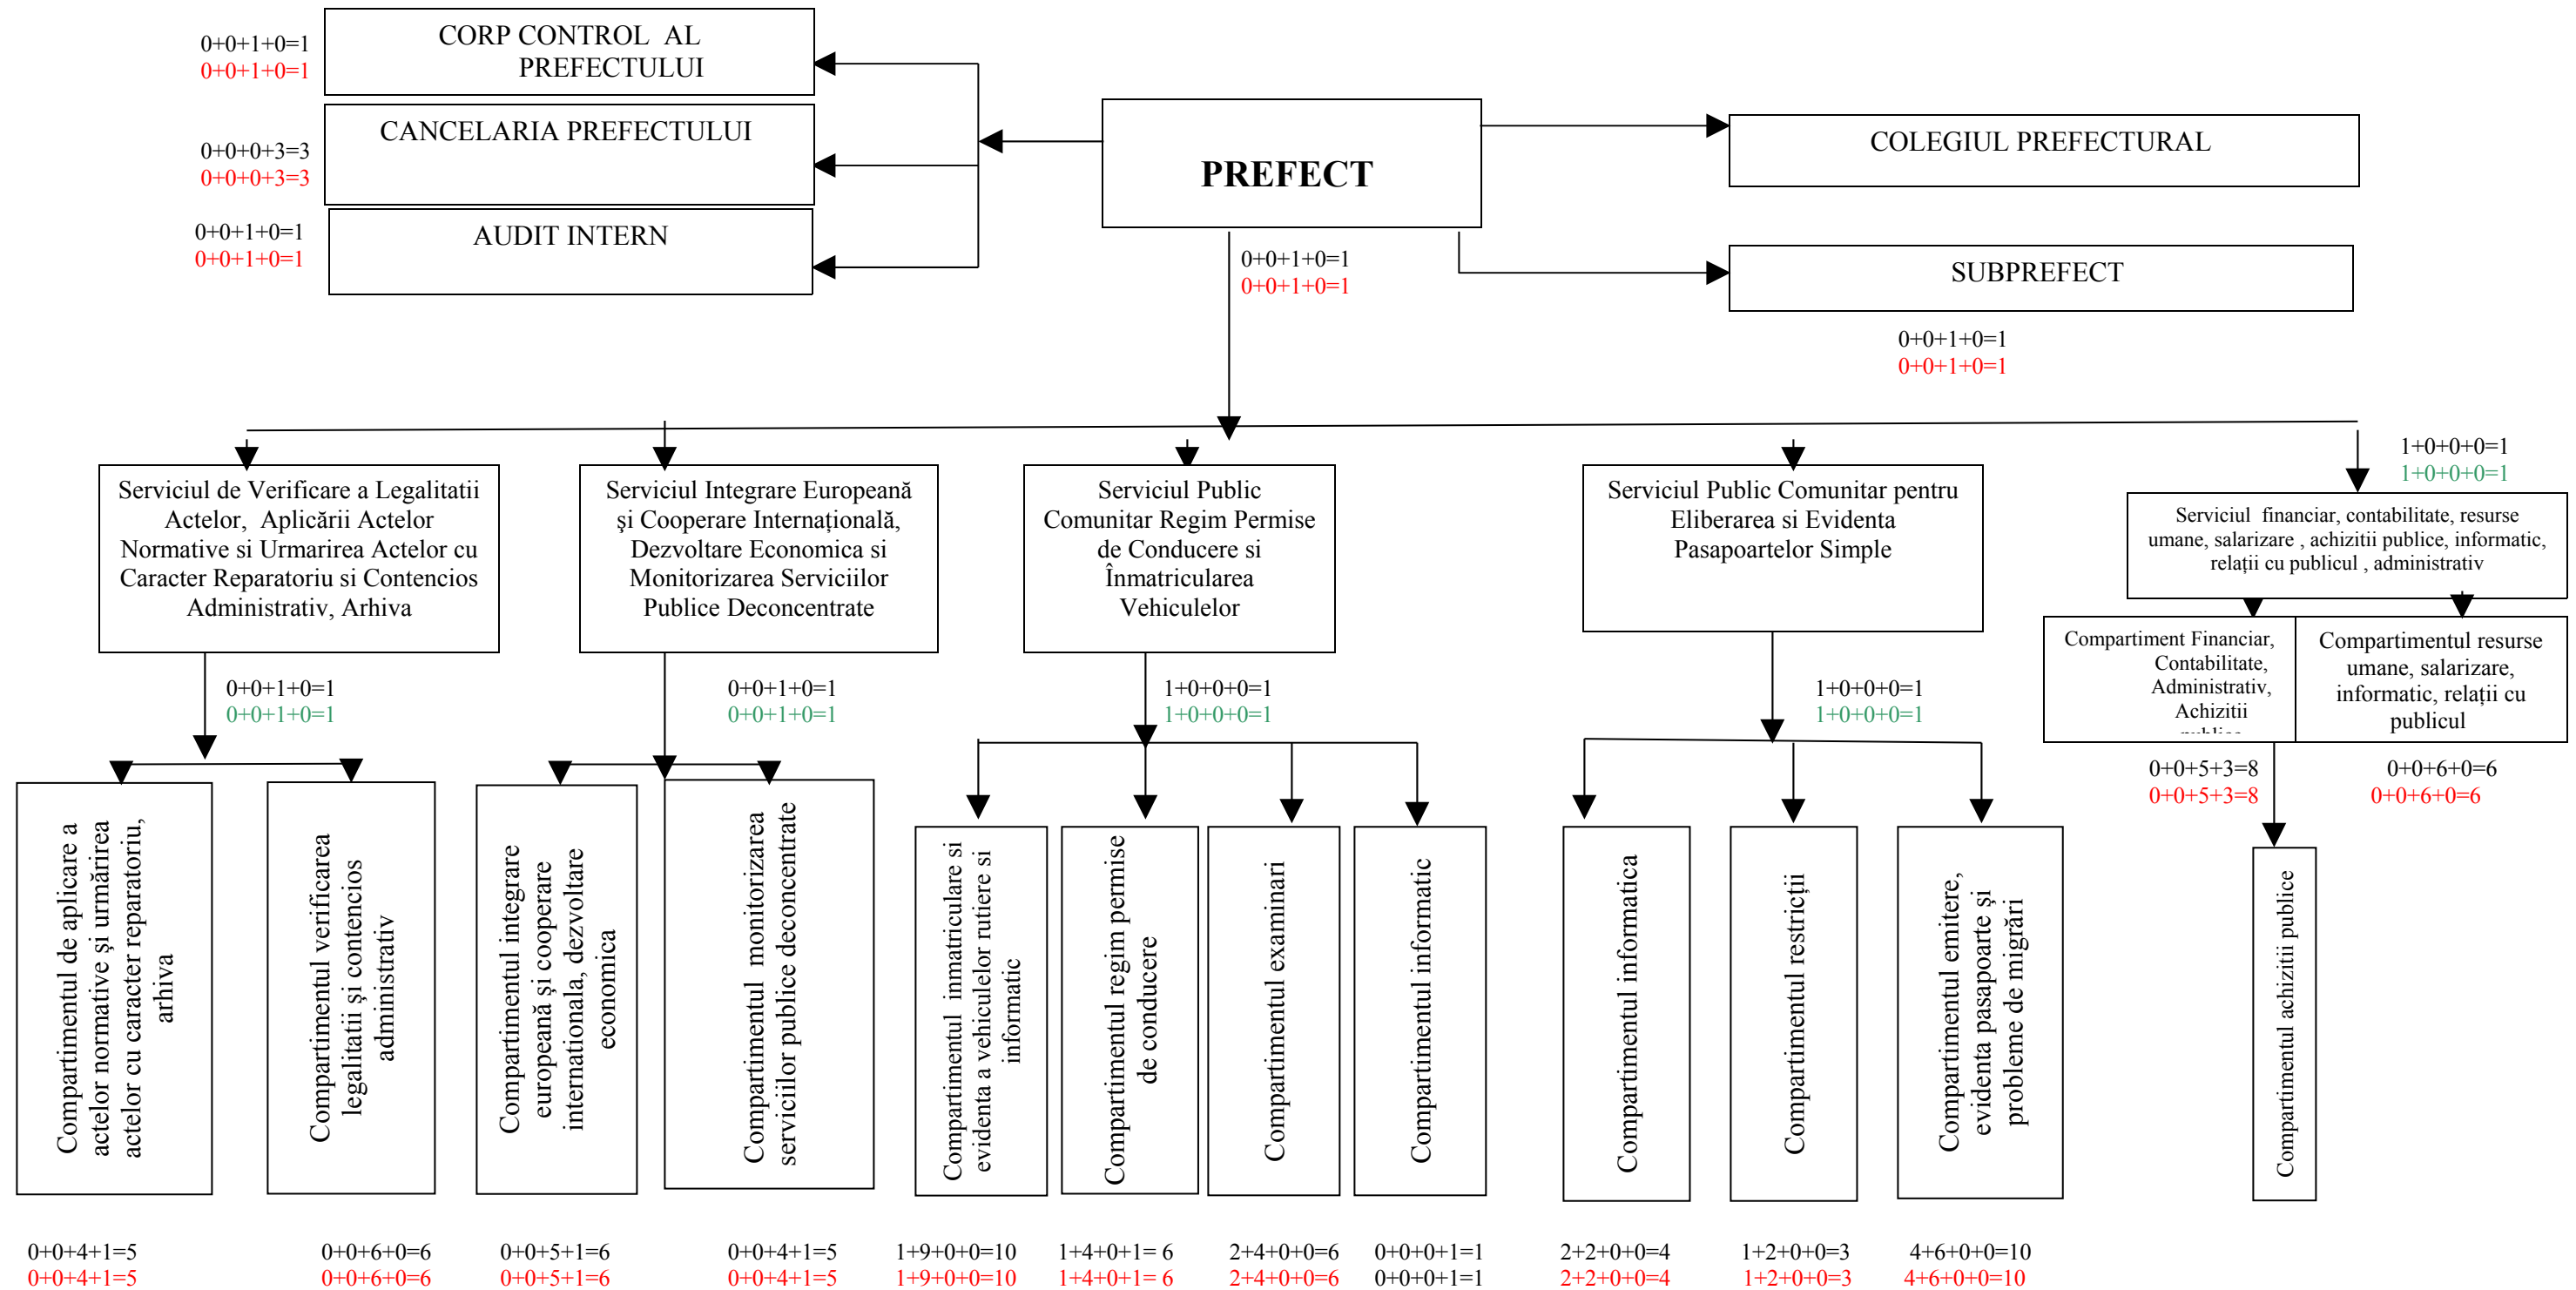 0+0+1+0=1
0+0+1+0=1
CORP CONTROL AL
PREFECTULUI
0+0+0+3=3
0+0+0+3=3
CANCELARIA PREFECTULUI
0+0+1+0=1
0+0+1+0=1
AUDIT INTERN
PREFECT
0+0+1+0=1
0+0+1+0=1
COLEGIUL PREFECTURAL
SUBPREFECT
0+0+1+0=1
0+0+1+0=1
Serviciul de Verificare a Legalitatii
Actelor, Aplicării Actelor
Normative si Urmarirea Actelor cu
Caracter Reparatoriu si Contencios
Administrativ, Arhiva
0+0+1+0=1
0+0+1+0=1
Serviciul Integrare Europeană
şi Cooperare Internațională,
Dezvoltare Economica si
Monitorizarea Serviciilor
Publice Deconcentrate
0+0+1+0=1
0+0+1+0=1
Serviciul Public
Comunitar Regim Permise
de Conducere si
Înmatricularea
Vehiculelor
1+0+0+0=1
1+0+0+0=1
Serviciul Public Comunitar pentru
Eliberarea si Evidenta
Pasapoartelor Simple
1+0+0+0=1
1+0+0+0=1
1+0+0+0=1
1+0+0+0=1
Serviciul financiar, contabilitate, resurse
umane, salarizare , achizitii publice, informatic,
relații cu publicul , administrativ
Compartiment Financiar,
Contabilitate,
Administrativ,
Achizitii
Compartimentul resurse
umane, salarizare,
informatic, relații cu
publicul
0+0+5+3=8
0+0+5+3=8
0+0+6+0=6
0+0+6+0=6
Compartimentul de aplicare a
actelor normative şi urmărirea
actelor cu caracter reparatoriu,
arhiva
Compartimentul verificarea
legalitatii şi contencios
administrativ
Compartimentul integrare
europeană şi cooperare
internationala, dezvoltare
economica
Compartimentul monitorizarea
serviciilor publice deconcentrate
Compartimentul inmatriculare si
evidenta a vehiculelor rutiere si
informatic
Compartimentul regim permise
de conducere
Compartimentul examinari
Compartimentul informatic
Compartimentul informatica
Compartimentul restricții
Compartimentul emitere,
evidenta pasapoarte şi
probleme de migrări
Compartimentul achizitii publice
0+0+4+1=5
0+0+4+1=5
0+0+6+0=6
0+0+6+0=6
0+0+5+1=6
0+0+5+1=6
0+0+4+1=5
0+0+4+1=5
1+9+0+0=10
1+9+0+0=10
1+4+0+1= 6
1+4+0+1= 6
2+4+0+0=6
2+4+0+0=6
0+0+0+1=1
0+0+0+1=1
2+2+0+0=4
2+2+0+0=4
1+2+0+0=3
1+2+0+0=3
4+6+0+0=10
4+6+0+0=10